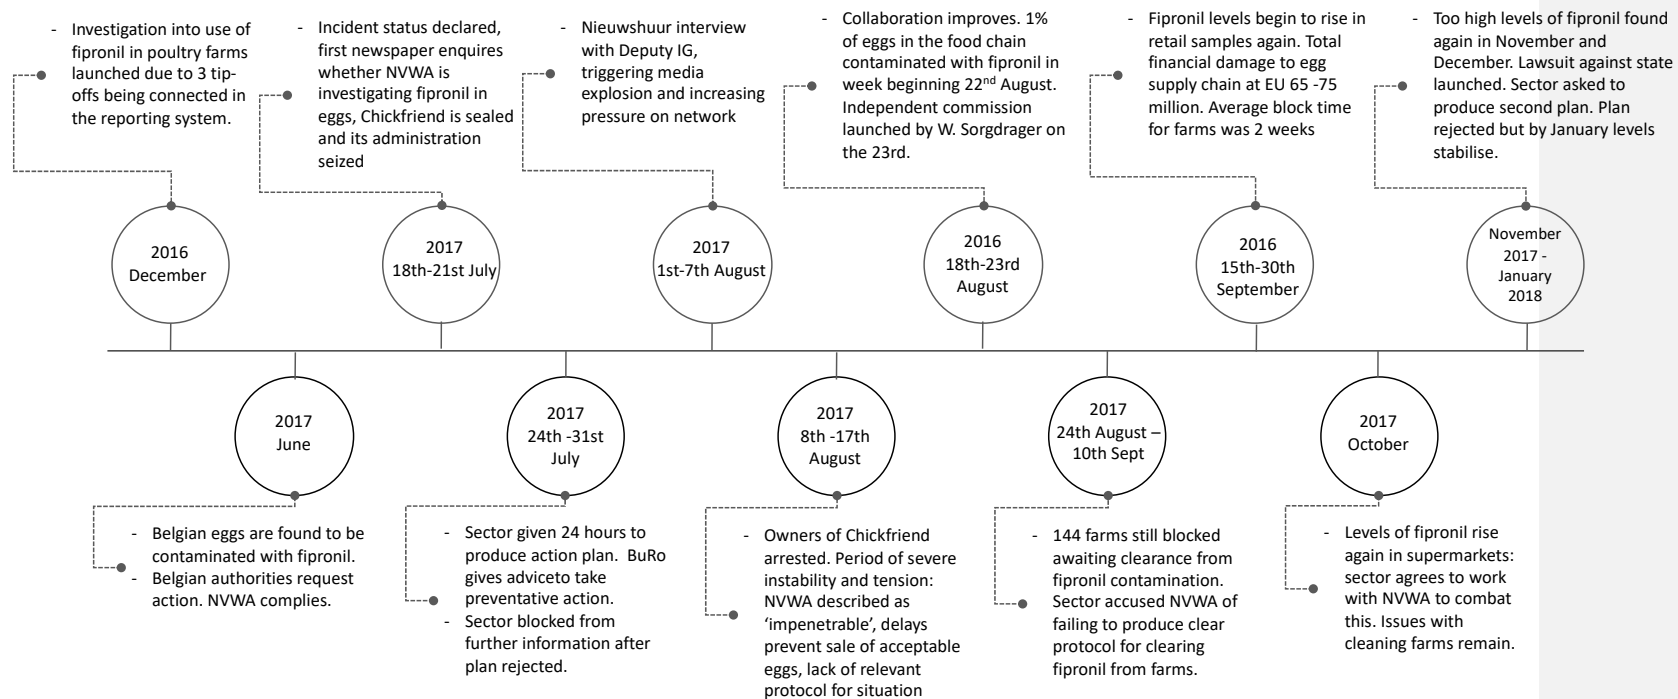 - Investigation into use of
fipronil in poultry farms
launched due to 3 tip-
offs being connected in
the reporting system.
- Incident status declared,
first newspaper enquires
whether NVWA is
investigating fipronil in
eggs, Chickfriend is sealed
and its administration
seized
- Nieuwshuur interview
with Deputy IG,
triggering media
explosion and increasing
pressure on network
- Collaboration improves. 1%
of eggs in the food chain
contaminated with fipronil in
week beginning 22nd August.
Independent commission
launched by W. Sorgdrager on
the 23rd.
- Fipronil levels begin to rise in
retail samples again. Total
financial damage to egg
supply chain at EU 65 -75
million. Average block time
for farms was 2 weeks
- Too high levels of fipronil found
again in November and
December. Lawsuit against state
launched. Sector asked to
produce second plan. Plan
rejected but by January levels
stabilise.
2016
December
2017
18th-21st July
2017
1st-7th August
2016
18th-23rd
August
2016
15th-30th
September
November
2017 -
January
2018
2017
June
2017
24th -31st
July
2017
8th -17th
August
2017
24th August –
10th Sept
2017
October
- Belgian eggs are found to be
contaminated with fipronil.
- Belgian authorities request
action. NVWA complies.
- Sector given 24 hours to
produce action plan. BuRo
gives adviceto take
preventative action.
- Sector blocked from
further information after
plan rejected.
- Owners of Chickfriend
arrested. Period of severe
instability and tension:
NVWA described as
‘impenetrable’, delays
prevent sale of acceptable
eggs, lack of relevant
protocol for situation
- 144 farms still blocked
awaiting clearance from
fipronil contamination.
Sector accused NVWA of
failing to produce clear
protocol for clearing
fipronil from farms.
- Levels of fipronil rise
again in supermarkets:
sector agrees to work
with NVWA to combat
this. Issues with
cleaning farms remain.